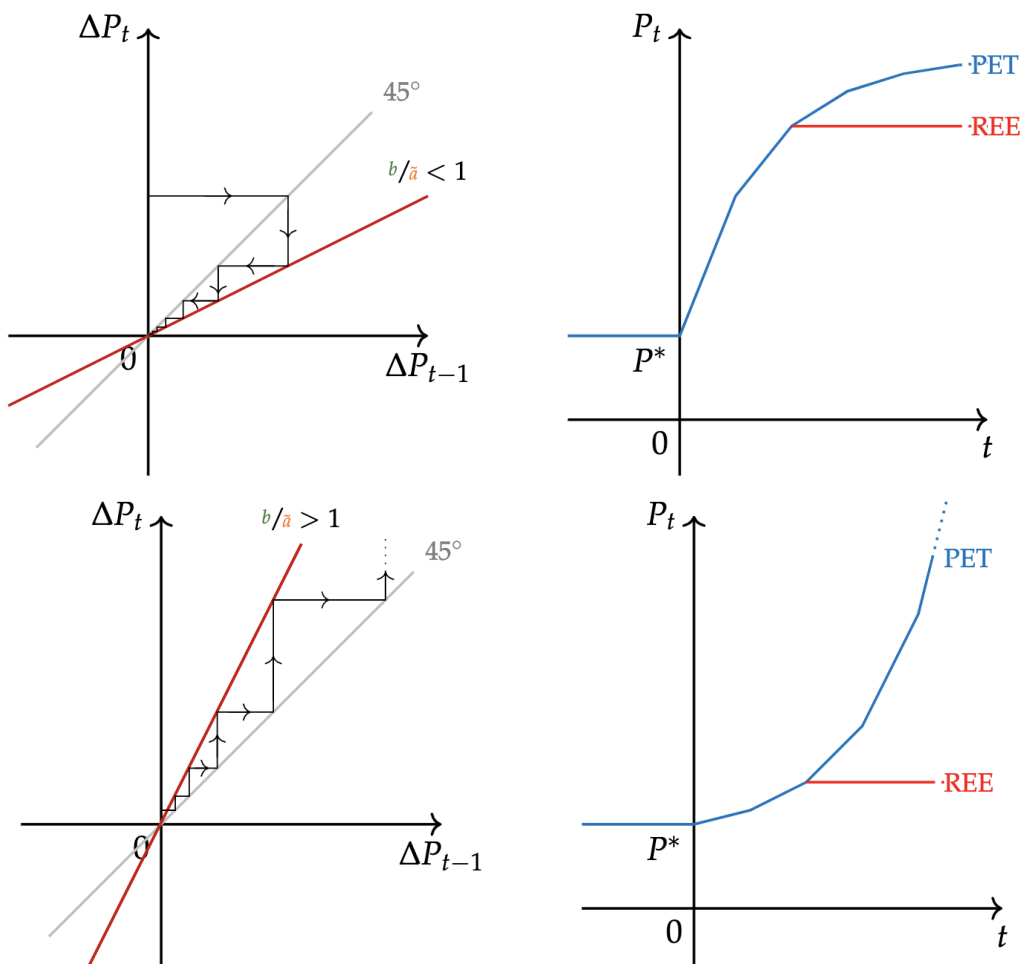 ΔP_t
45°
b/ã < 1
0
ΔP_{t−1}
P_t
PET
REE
P*
0
t
ΔP_t
b/ã > 1
45°
0
ΔP_{t−1}
P_t
PET
REE
P*
0
t